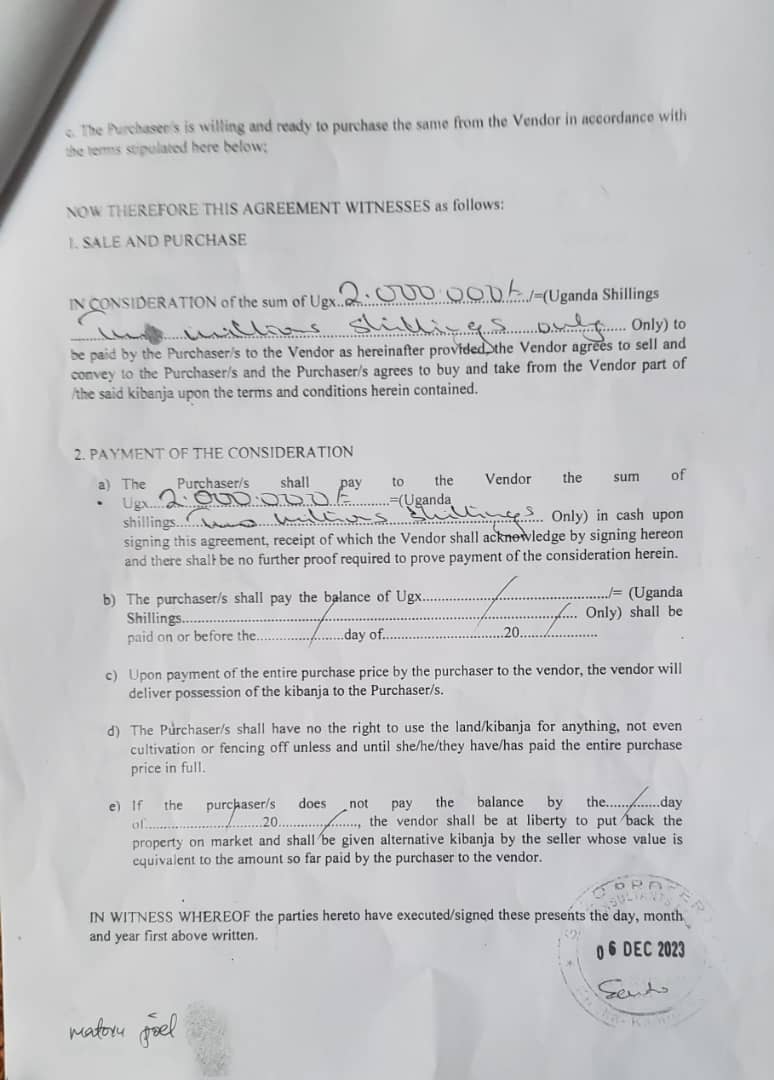 c. The Purchaser/s is willing and ready to purchase the same from the Vendor in accordance with
the terms stipulated here below;
NOW THEREFORE THIS AGREEMENT WITNESSES as follows:
1. SALE AND PURCHASE
IN CONSIDERATION of the sum of Ugx..2.000.000/=.../=(Uganda Shillings
......Two millions shillings.....only...... Only) to
be paid by the Purchaser/s to the Vendor as hereinafter provided, the Vendor agrees to sell and
convey to the Purchaser/s and the Purchaser/s agrees to buy and take from the Vendor part of
/the said kibanja upon the terms and conditions herein contained.
2. PAYMENT OF THE CONSIDERATION
a) The Purchaser/s shall pay to the Vendor the sum of
• Ugx...2.000.000/=.........=(Uganda
shillings...Two millions shillings... Only) in cash upon
signing this agreement, receipt of which the Vendor shall acknowledge by signing hereon
and there shall be no further proof required to prove payment of the consideration herein.
b) The purchaser/s shall pay the balance of Ugx................................../= (Uganda
Shillings........................................................................ Only) shall be
paid on or before the..............day of..............................20..................
c) Upon payment of the entire purchase price by the purchaser to the vendor, the vendor will
deliver possession of the kibanja to the Purchaser/s.
d) The Purchaser/s shall have no the right to use the land/kibanja for anything, not even
cultivation or fencing off unless and until she/he/they have/has paid the entire purchase
price in full.
e) If the purchaser/s does not pay the balance by the.............day
of............................20..................., the vendor shall be at liberty to put back the
property on market and shall be given alternative kibanja by the seller whose value is
equivalent to the amount so far paid by the purchaser to the vendor.
IN WITNESS WHEREOF the parties hereto have executed/signed these presents the day, month
and year first above written.
06 DEC 2023
matovu joel